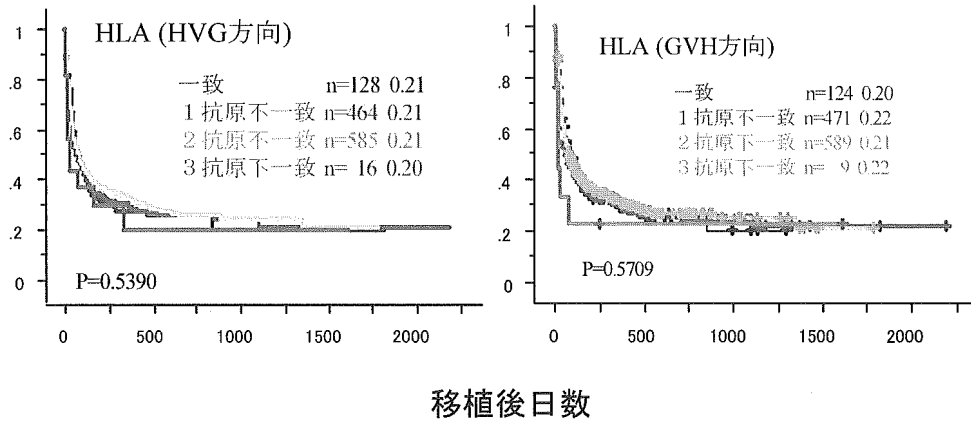 HLA (HVG方向)
一致 n=128 0.21
1抗原不一致 n=464 0.21
2抗原不一致 n=585 0.21
3抗原不一致 n= 16 0.20
P=0.5390
1
.8
.6
.4
.2
0
0 500 1000 1500 2000
HLA (GVH方向)
一致 n=124 0.20
1抗原不一致 n=471 0.22
2抗原不一致 n=589 0.21
3抗原不一致 n= 9 0.22
P=0.5709
1
.8
.6
.4
.2
0
0 500 1000 1500 2000
移植後日数